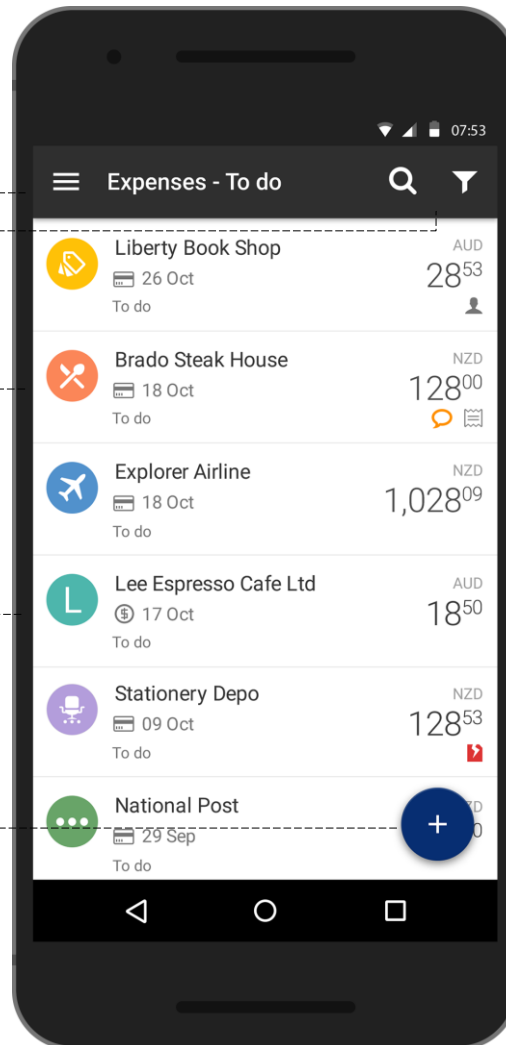 07:53
Expenses - To do
Liberty Book Shop
AUD
26 Oct
2853
To do
Brado Steak House
NZD
18 Oct
12800
To do
Explorer Airline
NZD
18 Oct
1,02809
To do
L
Lee Espresso Cafe Ltd
AUD
17 Oct
1850
To do
Stationery Depo
NZD
09 Oct
12853
To do
National Post
29 Sep
To do